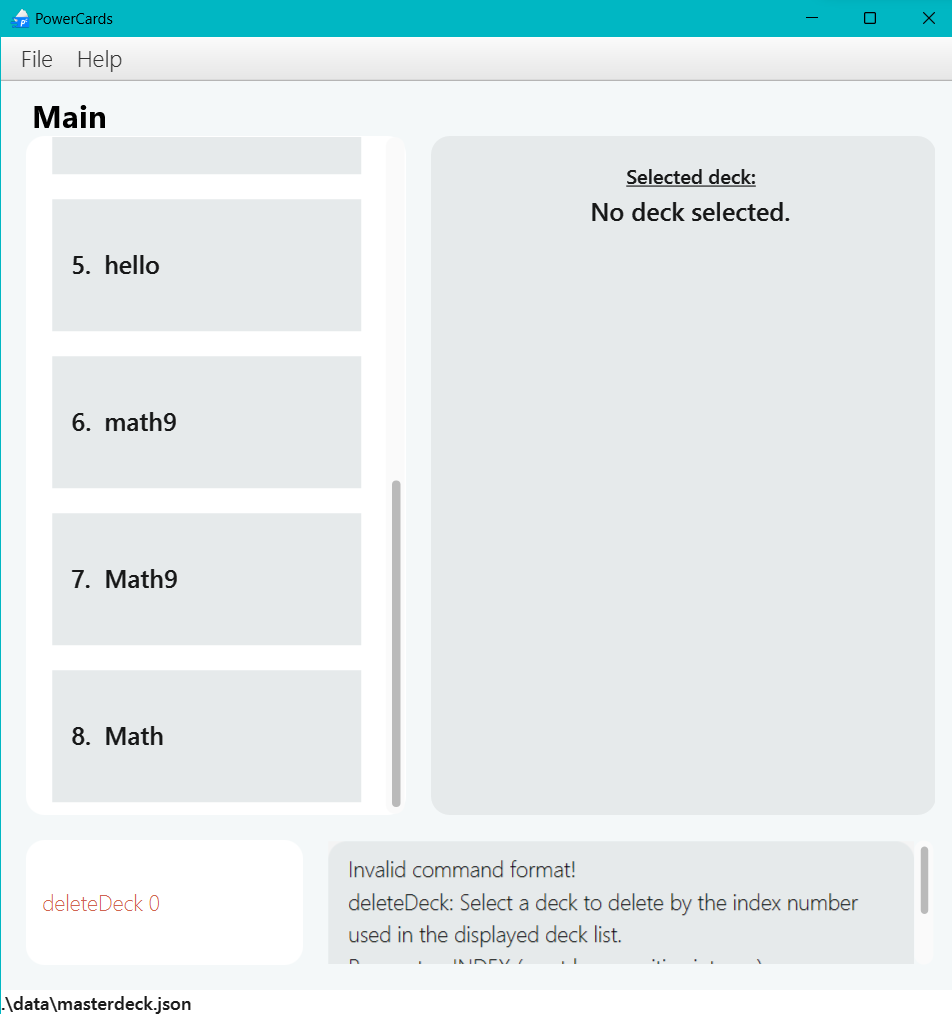 PowerCards
File Help
Main
5. hello
6. math9
7. Math9
8. Math
Selected deck:
No deck selected.
deleteDeck 0
Invalid command format!
deleteDeck: Select a deck to delete by the index number
used in the displayed deck list.
.\data\masterdeck.json